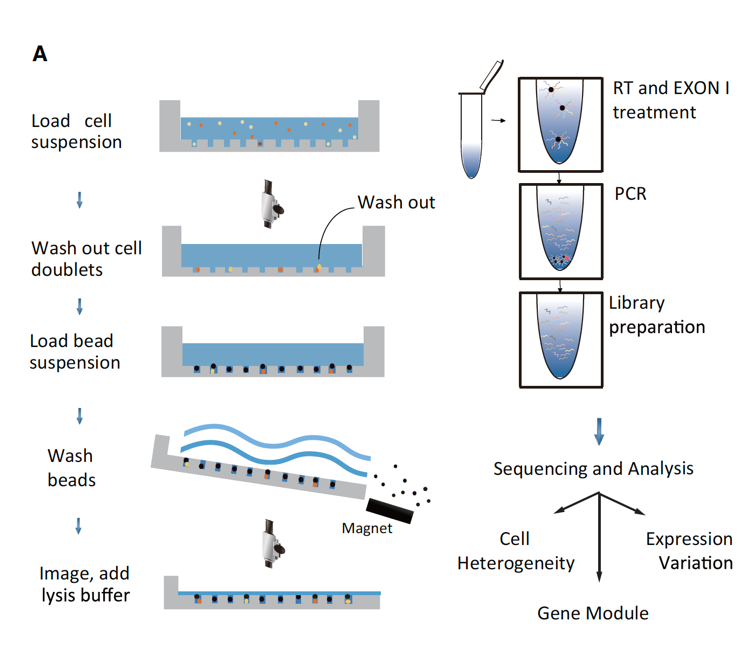 A
Load cell
suspension
Wash out cell
doublets
Wash out
Load bead
suspension
Wash
beads
Magnet
Image, add
lysis buffer
RT and EXON I
treatment
PCR
Library
preparation
Sequencing and Analysis
Cell
Heterogeneity
Expression
Variation
Gene Module